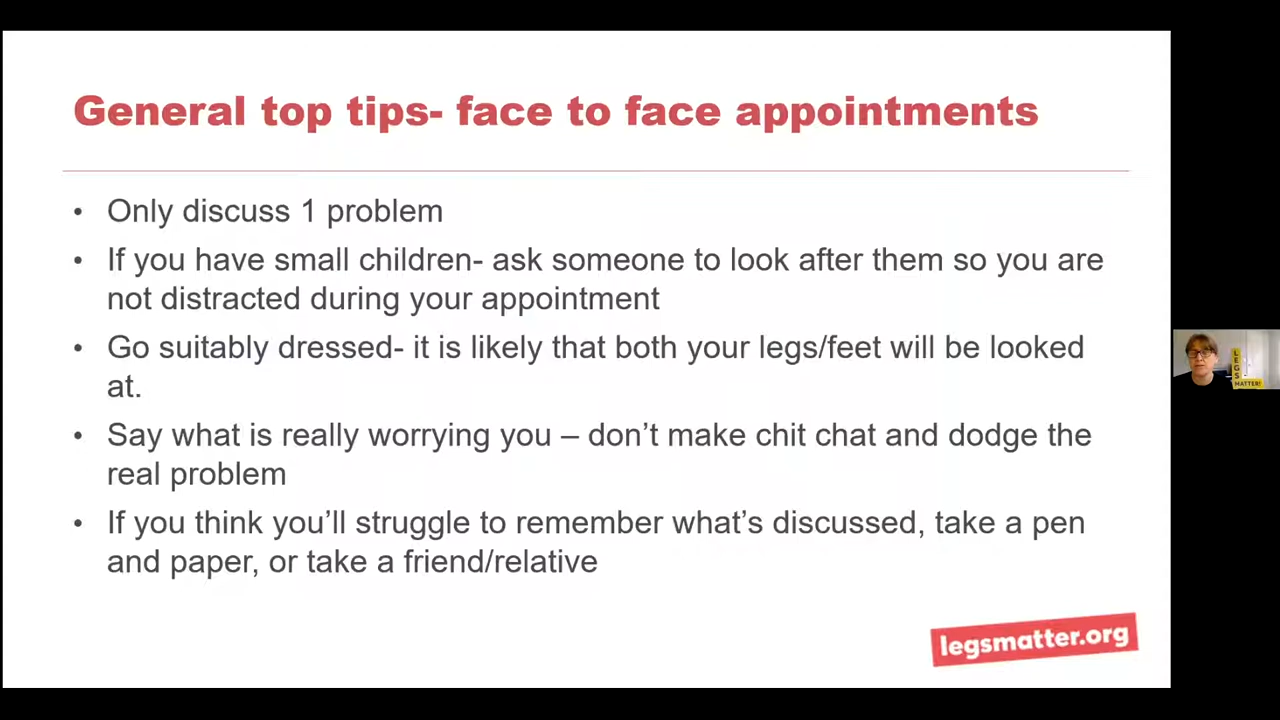 General top tips- face to face appointments
• Only discuss 1 problem
• If you have small children- ask someone to look after them so you are
not distracted during your appointment
• Go suitably dressed- it is likely that both your legs/feet will be looked
at.
• Say what is really worrying you – don’t make chit chat and dodge the
real problem
• If you think you’ll struggle to remember what’s discussed, take a pen
and paper, or take a friend/relative
legsmatter.org
LEGS
MATTER!